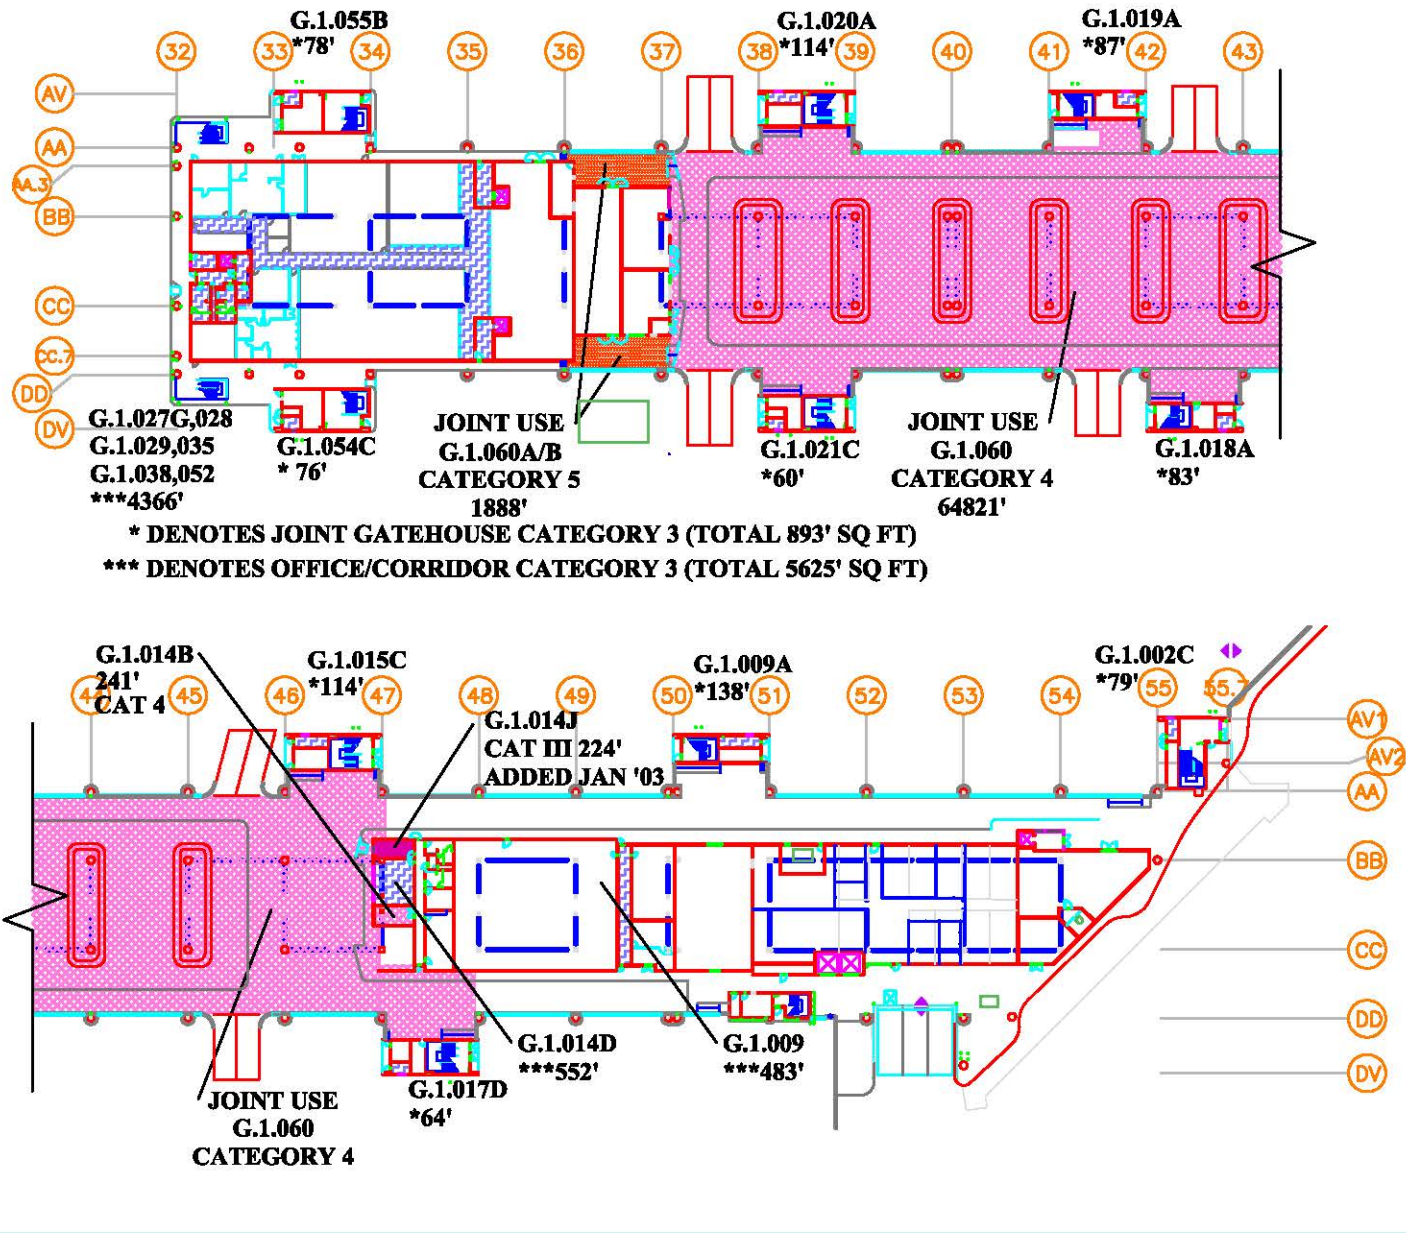 G.1.055B
*78'
G.1.020A
*114'
G.1.019A
*87'
32
33
34
35
36
37
38
39
40
41
42
43
AV
AA
AA.3
BB
CC
CC.7
DD
DV
G.1.027G,028
G.1.029,035
G.1.038,052
***4366'
G.1.054C
* 76'
JOINT USE
G.1.060A/B
CATEGORY 5
1888'
G.1.021C
*60'
JOINT USE
G.1.060
CATEGORY 4
64821'
G.1.018A
*83'
* DENOTES JOINT GATEHOUSE CATEGORY 3 (TOTAL 893' SQ FT)
*** DENOTES OFFICE/CORRIDOR CATEGORY 3 (TOTAL 5625' SQ FT)
G.1.014B
241'
CAT 4
G.1.015C
*114'
G.1.009A
*138'
G.1.002C
*79'
44
45
46
47
48
49
50
51
52
53
54
55
55.7
G.1.014J
CAT III 224'
ADDED JAN '03
AV1
AV2
AA
BB
CC
DD
DV
G.1.014D
***552'
G.1.009
***483'
G.1.017D
*64'
JOINT USE
G.1.060
CATEGORY 4